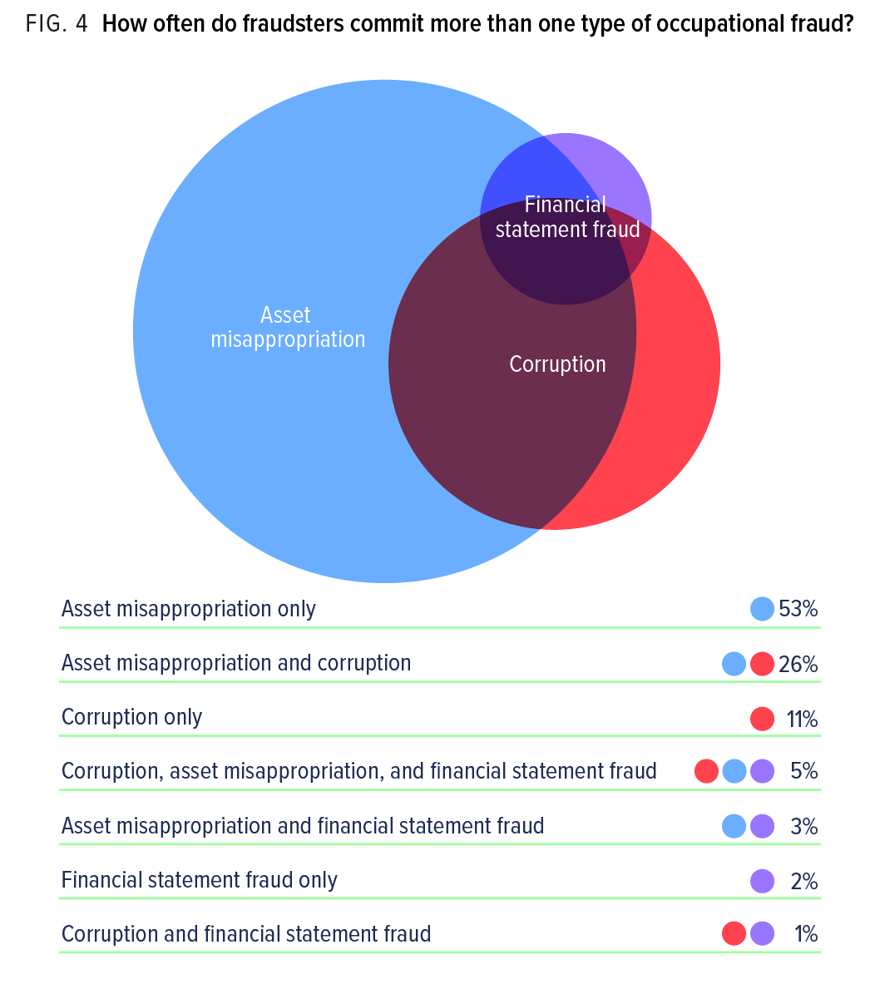 FIG. 4 How often do fraudsters commit more than one type of occupational fraud?
Financial
statement fraud
Asset
misappropriation
Corruption
Asset misappropriation only 53%
Asset misappropriation and corruption 26%
Corruption only 11%
Corruption, asset misappropriation, and financial statement fraud 5%
Asset misappropriation and financial statement fraud 3%
Financial statement fraud only 2%
Corruption and financial statement fraud 1%